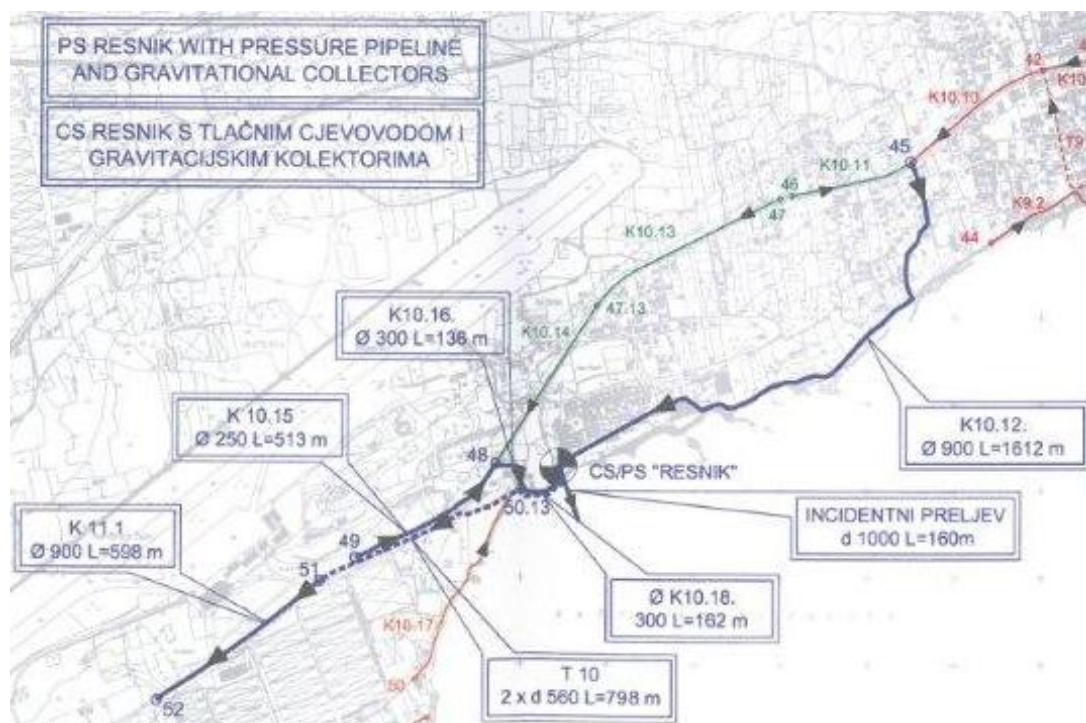 PS RESNIK WITH PRESSURE PIPELINE
AND GRAVITATIONAL COLLECTORS
CS RESNIK S TLAČNIM CJEVOVODOM I
GRAVITACIJSKIM KOLEKTORIMA
42
K10
K10.10
T9
45
K10.11
46
47
K9.2
44
K10.13
47.13
K10.14
K10.16.
Ø 300 L=136 m
K 10.15
Ø 250 L=513 m
K10.12.
Ø 900 L=1612 m
48
CS/PS "RESNIK"
50.13
INCIDENTNI PRELJEV
d 1000 L=160m
K 11.1.
Ø 900 L=598 m
49
51
Ø K10.18.
300 L=162 m
K10.17
50
T 10
2 x d 560 L=798 m
52